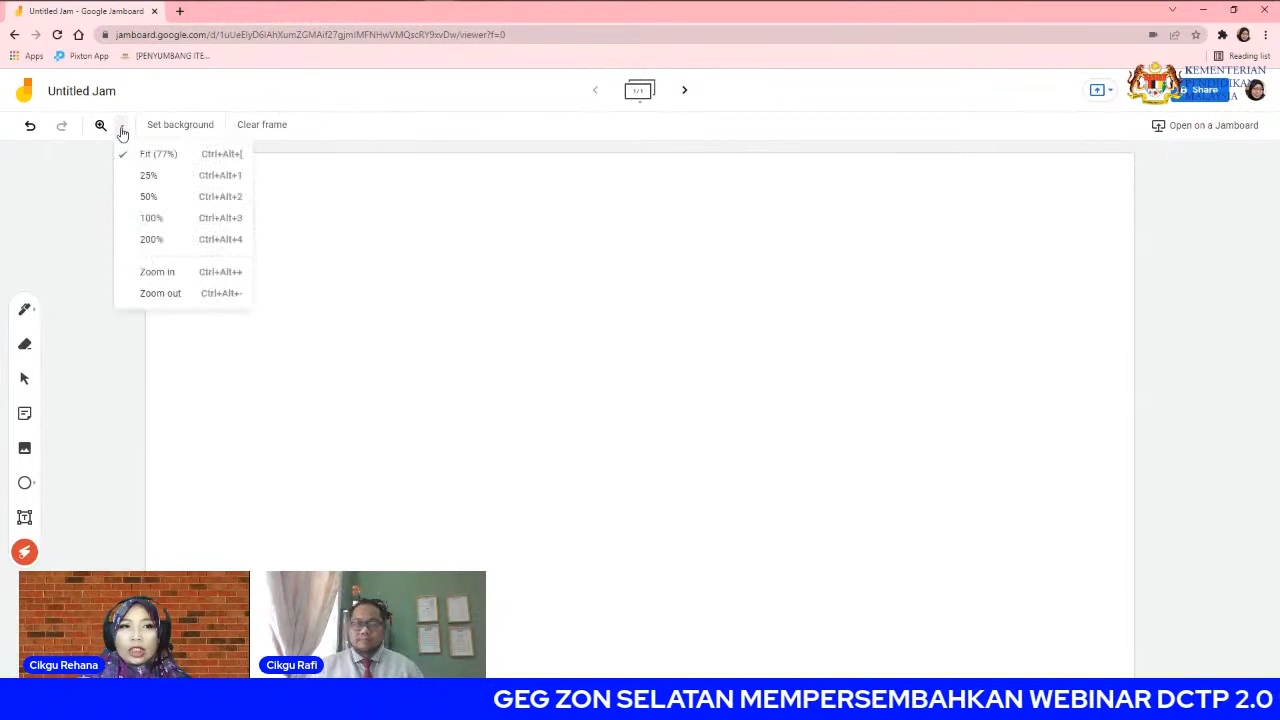 Untitled Jam - Google Jamboard
jamboard.google.com/d/1uUeElyD6IAhXumZGMAif27gjmIMFNHwVMQscRY9xvDw/viewer?f=0
Apps
Pixton App
[PENYUMBANG ITE...
Reading list
Untitled Jam
1/1
Share
KEMENTERIAN
PENDIDIKAN
MALAYSIA
Set background
Clear frame
Open on a Jamboard
Fit (77%) Ctrl+Alt+[
25% Ctrl+Alt+1
50% Ctrl+Alt+2
100% Ctrl+Alt+3
200% Ctrl+Alt+4
Zoom in Ctrl+Alt++
Zoom out Ctrl+Alt+-
Cikgu Rehana
Cikgu Rafi
GEG ZON SELATAN MEMPERSEMBAHKAN WEBINAR DCTP 2.0